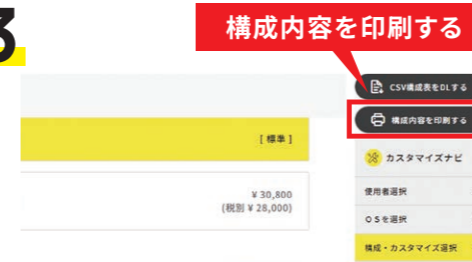 3
構成内容を印刷する
CSV構成表をDLする
構成内容を印刷する
[ 標準 ]
カスタマイズナビ
¥ 30,800
(税別 ¥ 28,000)
使用者選択
OSを選択
構成・カスタマイズ選択